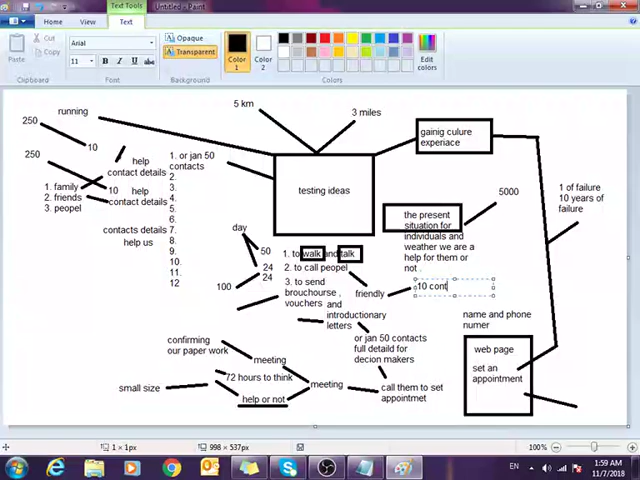 Text Tools
Untitled - Paint
Home
View
Text
Paste
Cut
Copy
Clipboard
Arial
11
B
I
U
abc
Font
Opaque
Transparent
Background
Color
1
Color
2
Edit
colors
Colors
running
250
10
250
10
help
contact details
help
contact details
1. family
2. friends
3. peopel
contacts details
help us
1. or jan 50
contacts
2.
3.
4.
5.
6.
7.
8.
9.
10.
11.
12
5 km
3 miles
testing ideas
gainig culure
experiace
5000
1 of failure
10 years of
failure
the present
situation for
individuals and
weather we are a
help for them or
not .
day
50
24
24
100
1. to walk and talk
2. to call peopel
3. to send
brouchourse ,
vouchers
and
introductionary
letters
friendly
10 cont
name and phone
numer
web page
set an
appointment
or jan 50 contacts
full detaild for
decion makers
call them to set
appointmet
confirming
our paper work
meeting
72 hours to think
help or not
small size
meeting
1 × 1px
998 × 537px
100%
EN
1:59 AM
11/7/2018